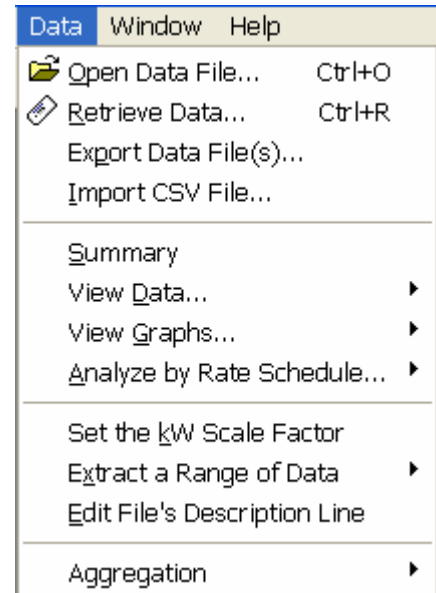 Data Window Help
Open Data File... Ctrl+O
Retrieve Data... Ctrl+R
Export Data File(s)...
Import CSV File...
Summary
View Data...
View Graphs...
Analyze by Rate Schedule...
Set the kW Scale Factor
Extract a Range of Data
Edit File's Description Line
Aggregation